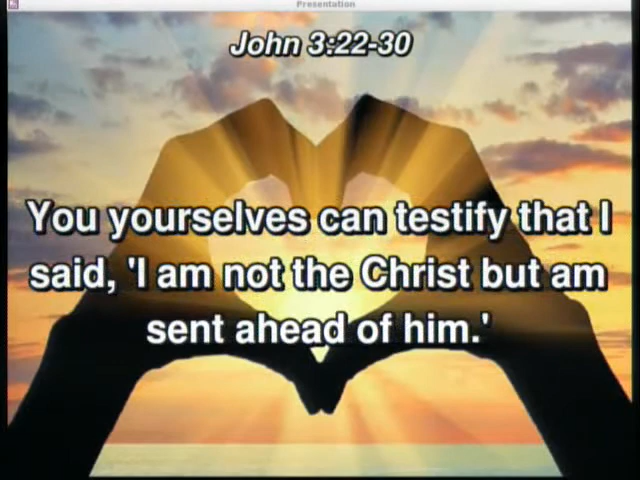 Presentation
John 3:22-30
You yourselves can testify that I
said, 'I am not the Christ but am
sent ahead of him.'